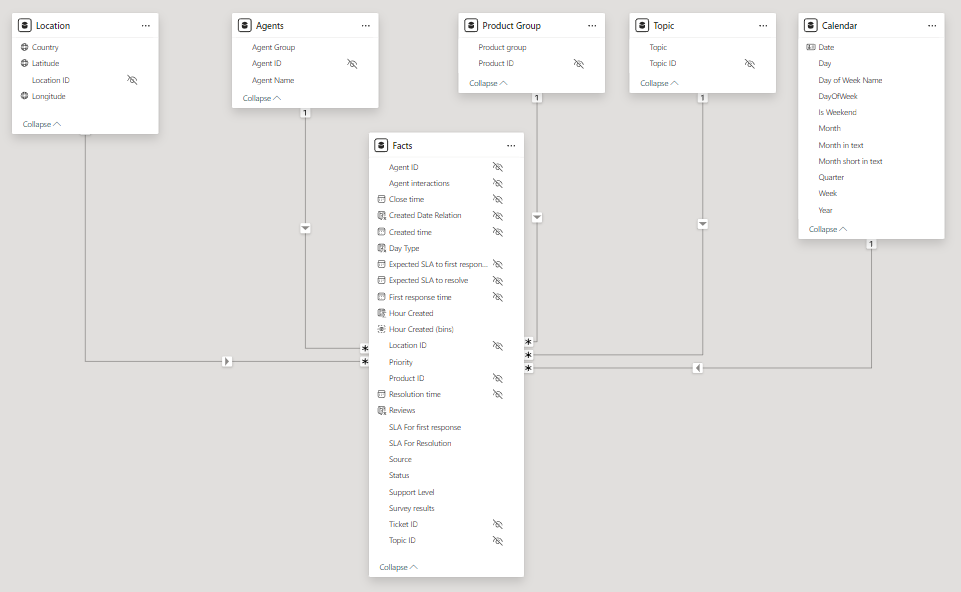 Location
Country
Latitude
Location ID
Longitude
Collapse
Agents
Agent Group
Agent ID
Agent Name
Collapse
1
Product Group
Product group
Product ID
Collapse
1
Topic
Topic
Topic ID
Collapse
1
Calendar
Date
Day
Day of Week Name
DayOfWeek
Is Weekend
Month
Month in text
Month short in text
Quarter
Week
Year
Collapse
1
Facts
Agent ID
Agent interactions
Close time
Created Date Relation
Created time
Day Type
Expected SLA to first respon...
Expected SLA to resolve
First response time
Hour Created
Hour Created (bins)
Location ID
Priority
Product ID
Resolution time
Reviews
SLA For first response
SLA For Resolution
Source
Status
Support Level
Survey results
Ticket ID
Topic ID
Collapse
*
*
*
*
*